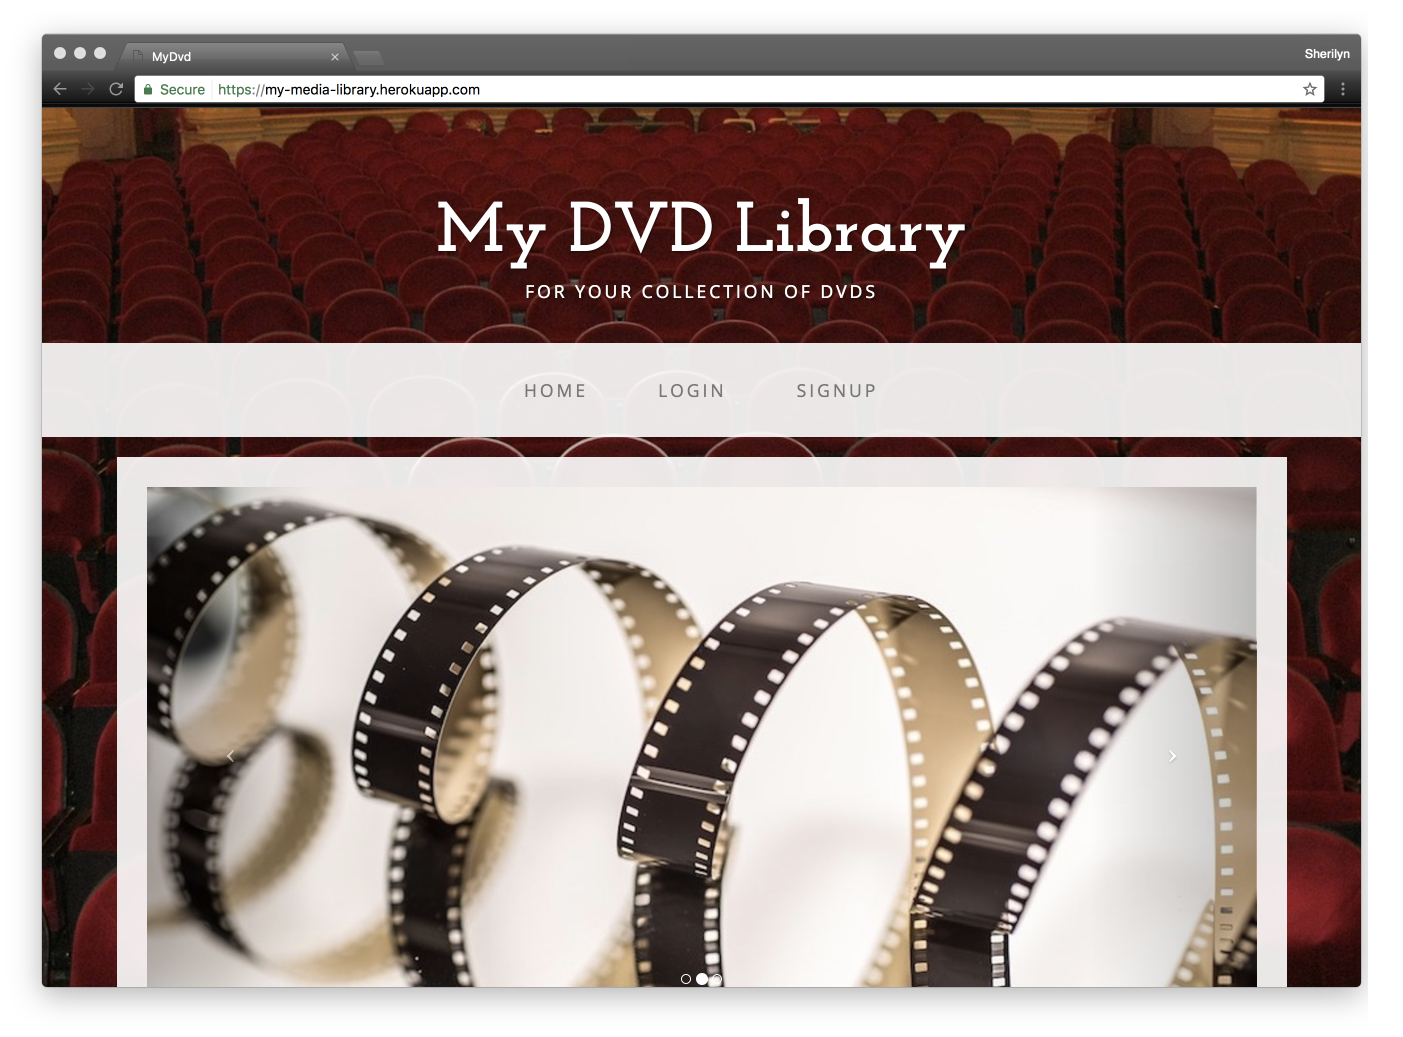 MyDvd
Sherilyn
Secure https://my-media-library.herokuapp.com
My DVD Library
FOR YOUR COLLECTION OF DVDS
HOME LOGIN SIGNUP